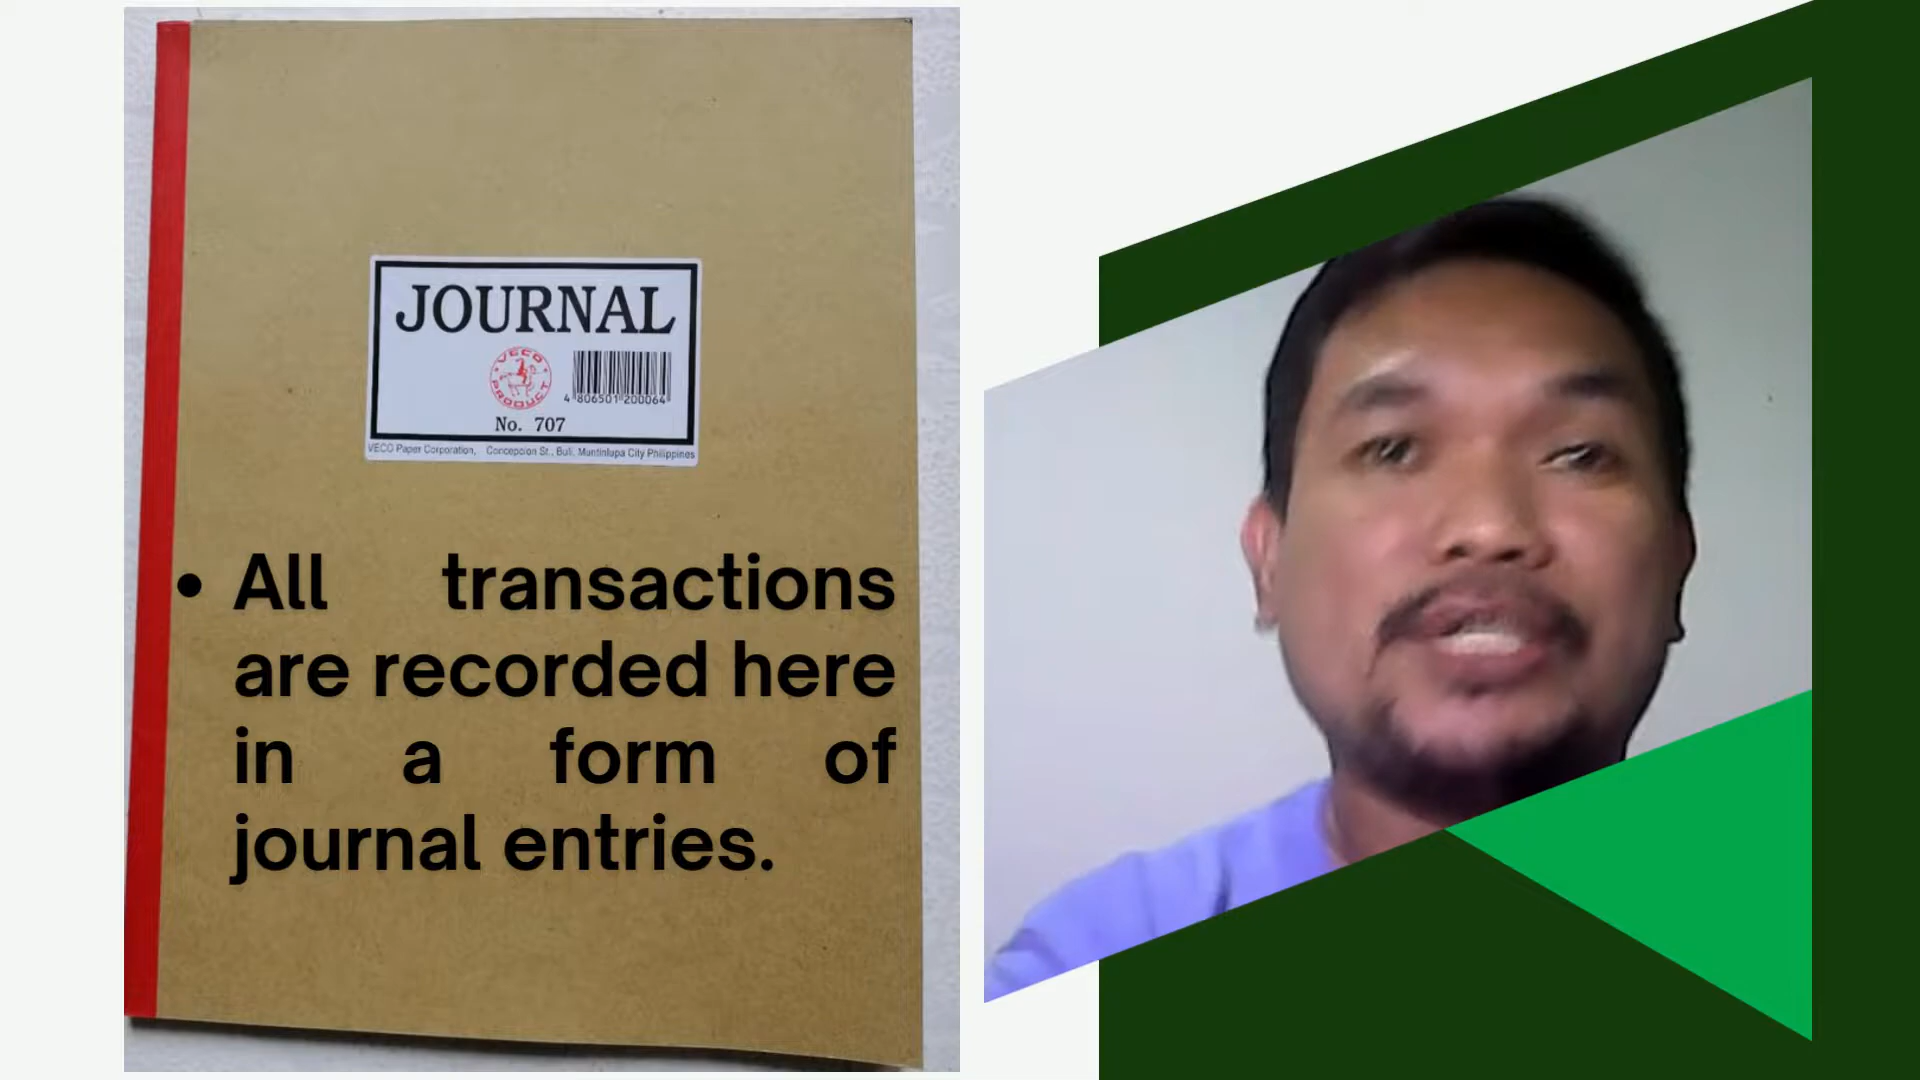 JOURNAL
VECO
PRODUCT
4 806501 200064
No. 707
VECO Paper Corporation, Concepcion St., Buli, Muntinlupa City Philippines
• All transactions
are recorded here
in a form of
journal entries.